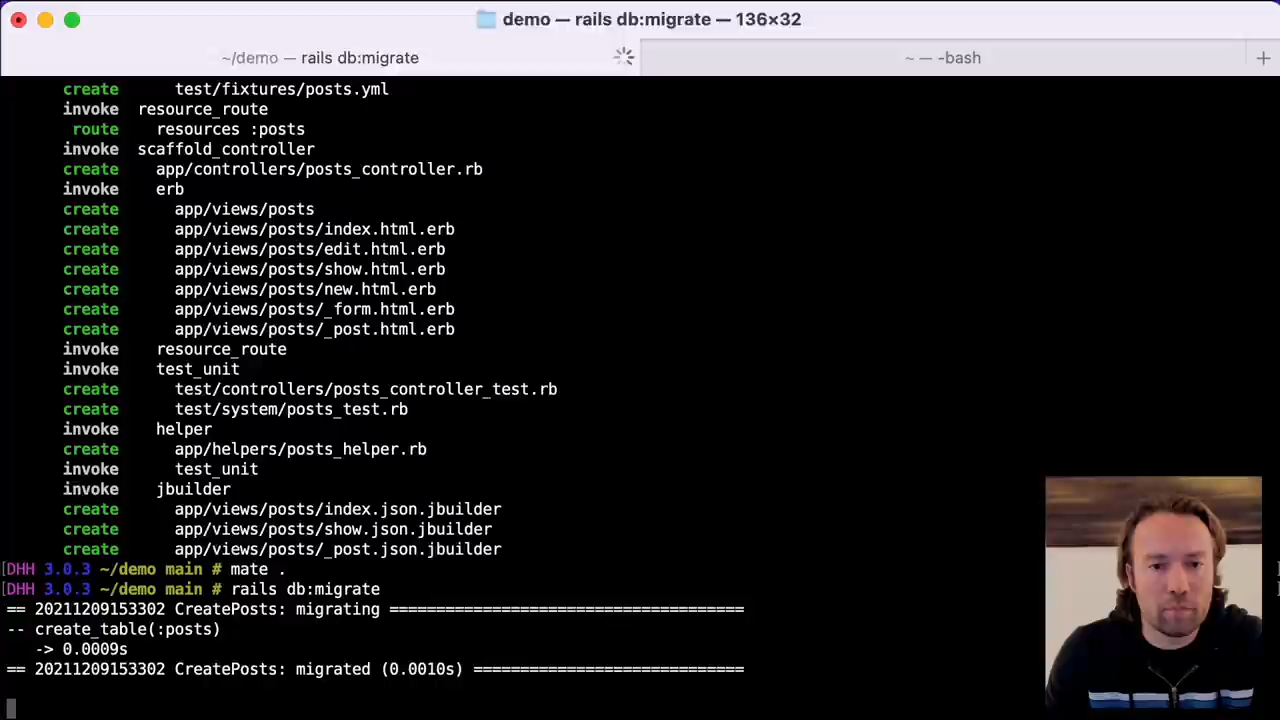 demo — rails db:migrate — 136×32
~/demo — rails db:migrate
~ — -bash
+
create test/fixtures/posts.yml
invoke resource_route
route resources :posts
invoke scaffold_controller
create app/controllers/posts_controller.rb
invoke erb
create app/views/posts
create app/views/posts/index.html.erb
create app/views/posts/edit.html.erb
create app/views/posts/show.html.erb
create app/views/posts/new.html.erb
create app/views/posts/_form.html.erb
create app/views/posts/_post.html.erb
invoke resource_route
invoke test_unit
create test/controllers/posts_controller_test.rb
create test/system/posts_test.rb
invoke helper
create app/helpers/posts_helper.rb
invoke test_unit
invoke jbuilder
create app/views/posts/index.json.jbuilder
create app/views/posts/show.json.jbuilder
create app/views/posts/_post.json.jbuilder
[DHH 3.0.3 ~/demo main # mate .
[DHH 3.0.3 ~/demo main # rails db:migrate
== 20211209153302 CreatePosts: migrating ======================================
-- create_table(:posts)
-> 0.0009s
== 20211209153302 CreatePosts: migrated (0.0010s) =============================